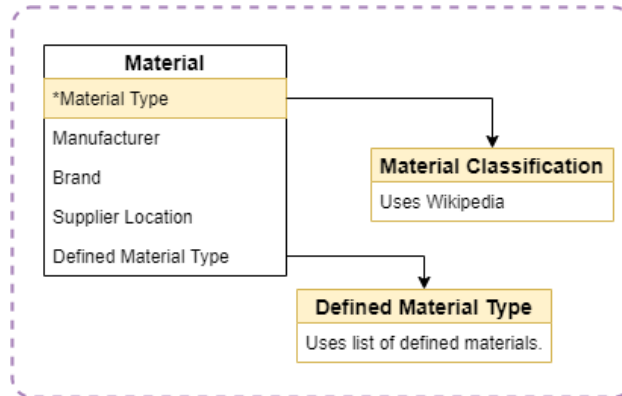 Material
*Material Type
Manufacturer
Brand
Supplier Location
Defined Material Type
Material Classification
Uses Wikipedia
Defined Material Type
Uses list of defined materials.